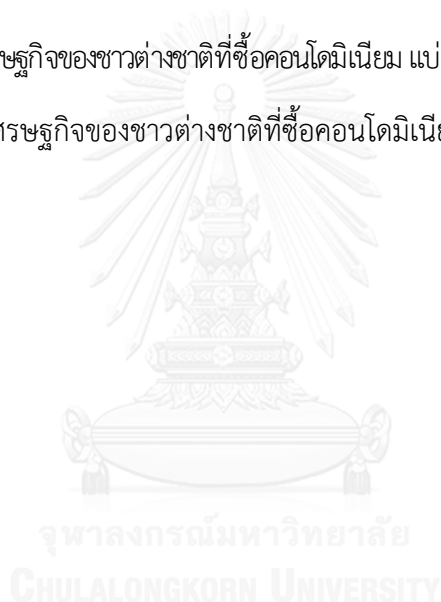 ษฐกิจของชาวต่างชาติที่ซื้อคอนโดมิเนียม แบ่
ศรษฐกิจของชาวต่างชาติที่ซื้อคอนโดมิเนีย
จุฬาลงกรณ์มหาวิทยาลัย
CHULALONGKORN UNIVERSITY